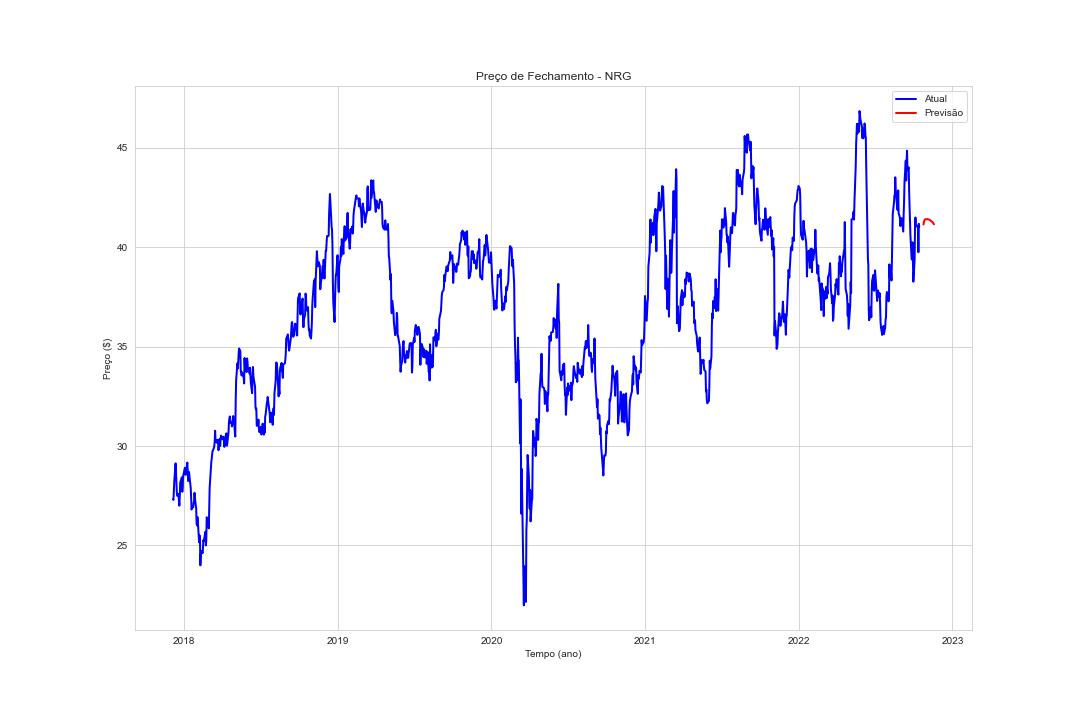 Preço de Fechamento - NRG
Atual
Previsão
45
40
35
30
25
Preço ($)
2018
2019
2020
2021
2022
2023
Tempo (ano)